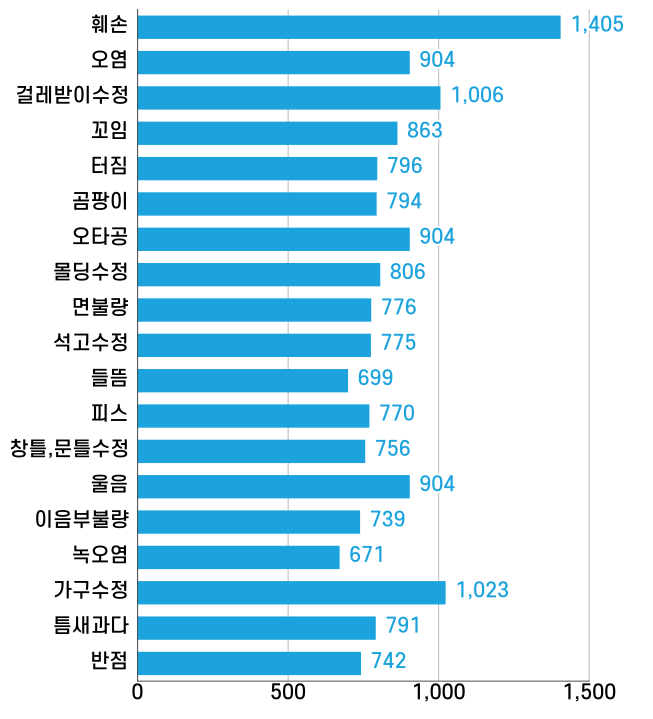 훼손 1,405
오염 904
걸레받이수정 1,006
꼬임 863
터짐 796
곰팡이 794
오타공 904
몰딩수정 806
면불량 776
석고수정 775
들뜸 699
피스 770
창틀,문틀수정 756
울음 904
이음부불량 739
녹오염 671
가구수정 1,023
틈새과다 791
반점 742
0 500 1,000 1,500